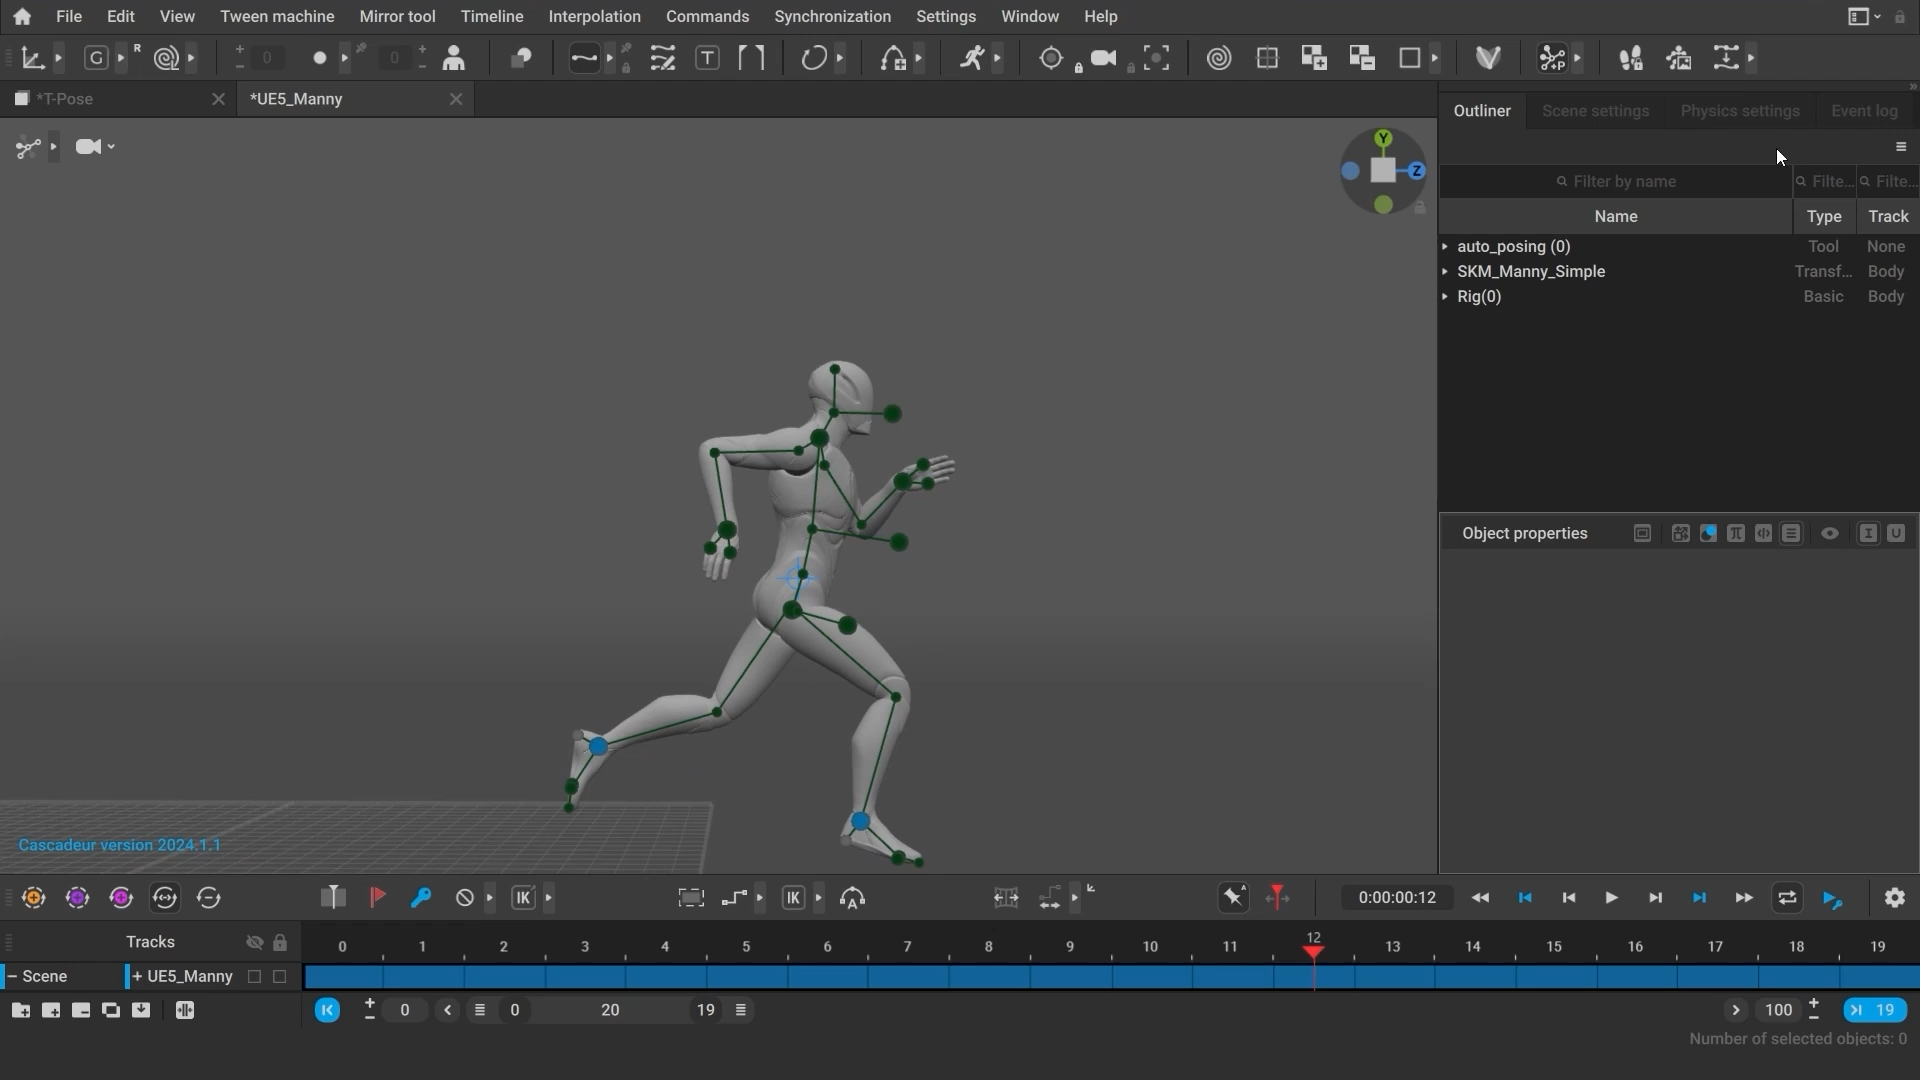 File Edit View Tween machine Mirror tool Timeline Interpolation Commands Synchronization Settings Window Help
G R 0 0 T P
*T-Pose *UE5_Manny
Outliner Scene settings Physics settings Event log
Y
Z
Filter by name Filte... Filte...
Name Type Track
auto_posing (0) Tool None
SKM_Manny_Simple Transf... Body
Rig(0) Basic Body
Object properties I U
Cascadeur version 2024.1.1
IK IK A 0:00:00:12
Tracks 0 1 2 3 4 5 6 7 8 9 10 11 12 13 14 15 16 17 18 19
− Scene + UE5_Manny
0 0 20 19 100 19
Number of selected objects: 0